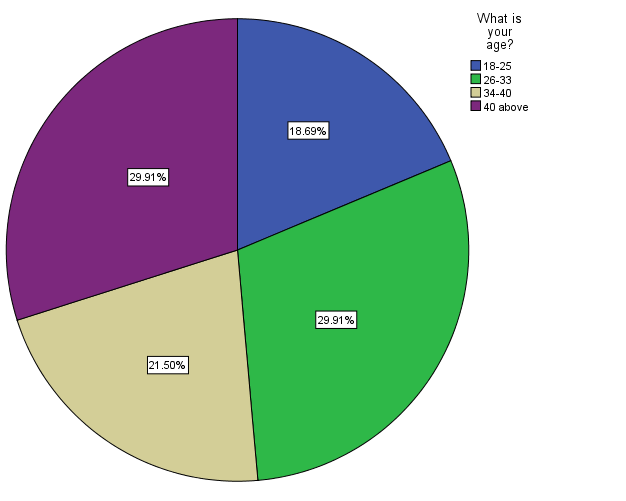 What is
your
age?
18-25
26-33
34-40
40 above
18.69%
29.91%
29.91%
21.50%